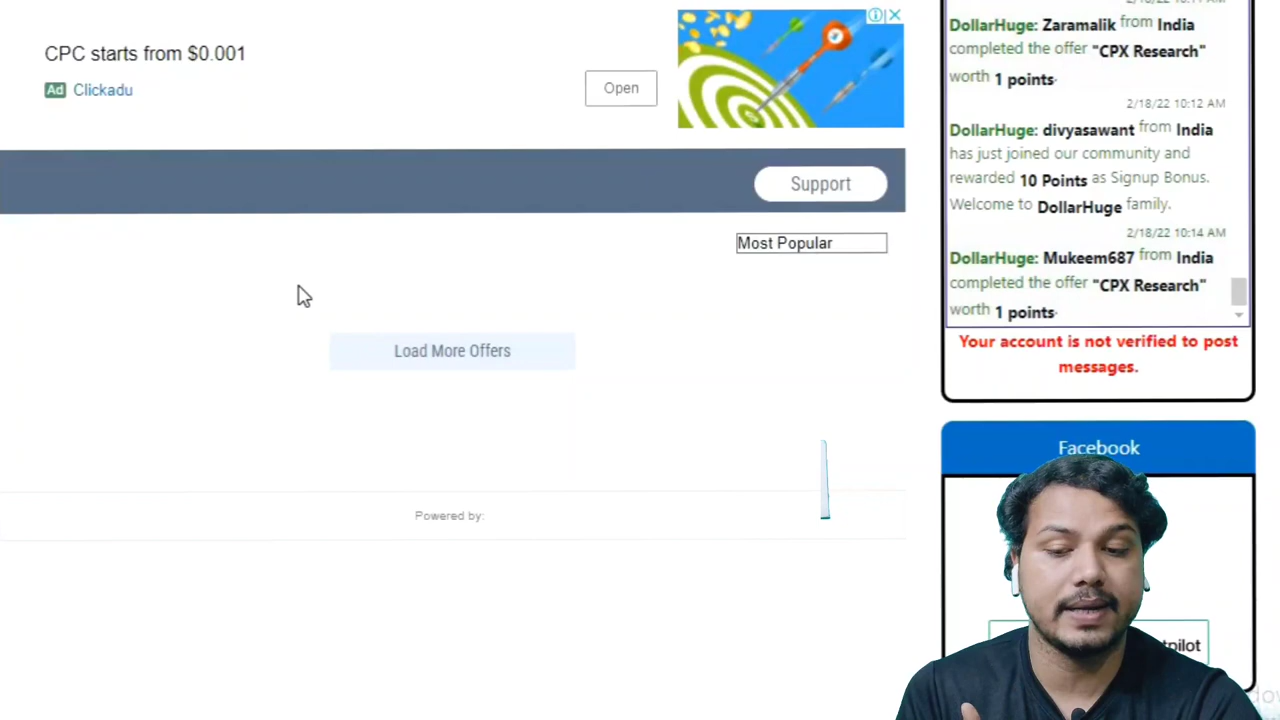 CPC starts from $0.001
Ad Clickadu
Open
Support
Most Popular
Load More Offers
Powered by:
DollarHuge: Zaramalik from India
completed the offer "CPX Research"
worth 1 points.
2/18/22 10:12 AM
DollarHuge: divyasawant from India
has just joined our community and
rewarded 10 Points as Signup Bonus.
Welcome to DollarHuge family.
2/18/22 10:14 AM
DollarHuge: Mukeem687 from India
completed the offer "CPX Research"
worth 1 points.
Your account is not verified to post
messages.
Facebook